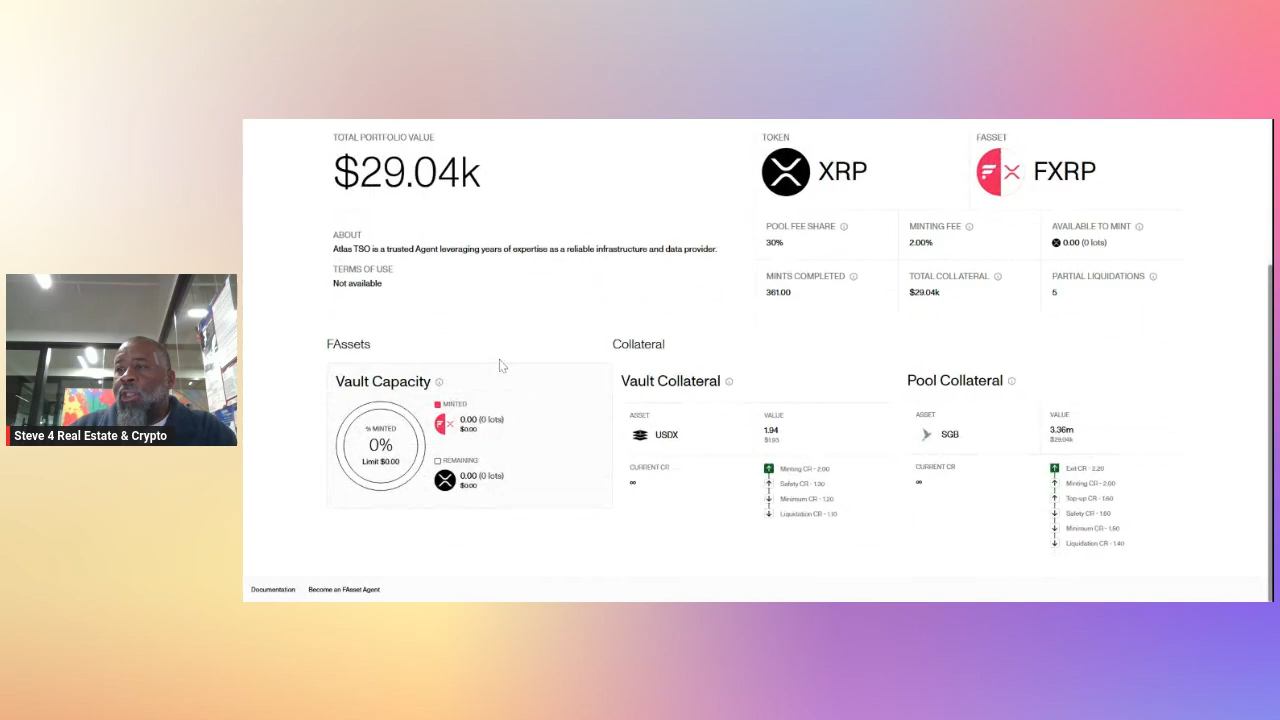 TOTAL PORTFOLIO VALUE
$29.04k
ABOUT
Atlas TSO is a trusted Agent leveraging years of expertise as a reliable infrastructure and data provider.
TERMS OF USE
Not available
TOKEN
XRP
FASSET
FXRP
POOL FEE SHARE
30%
MINTING FEE
2.00%
AVAILABLE TO MINT
0.00 (0 lots)
MINTS COMPLETED
361.00
TOTAL COLLATERAL
$29.04k
PARTIAL LIQUIDATIONS
5
Steve 4 Real Estate & Crypto
FAssets
Vault Capacity
% MINTED
0%
Limit $0.00
MINTED
0.00 (0 lots)
$0.00
REMAINING
0.00 (0 lots)
$0.00
Collateral
Vault Collateral
ASSET
VALUE
USDX
1.94
$1.93
CURRENT CR
∞
Minting CR - 2.00
Safety CR - 1.30
Minimum CR - 1.20
Liquidation CR - 1.10
Pool Collateral
ASSET
VALUE
SGB
3.36m
$29.04k
CURRENT CR
∞
Exit CR - 2.20
Minting CR - 2.00
Top-up CR - 1.60
Safety CR - 1.60
Minimum CR - 1.50
Liquidation CR - 1.40
Documentation
Become an FAsset Agent